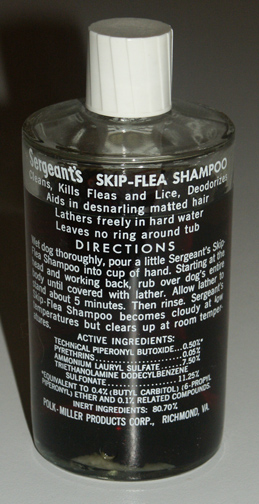 Sergeant's SKIP-FLEA SHAMPOO
Cleans, Kills Fleas and Lice, Deodorizes
Aids in desnarling matted hair
Lathers freely in hard water
Leaves no ring around tub
DIRECTIONS
Wet dog thoroughly, pour a little Sergeant's Skip-
Flea Shampoo into cup of hand. Starting at the
head and working back, rub over dog's entire
body until covered with lather. Allow lather to
stand about 5 minutes. Then rinse. Sergeant's
Skip-Flea Shampoo becomes cloudy at low
temperatures but clears up at room temper-
atures.
ACTIVE INGREDIENTS:
TECHNICAL PIPERONYL BUTOXIDE....0.50%*
PYRETHRINS......................0.05%
AMMONIUM LAURYL SULFATE.........7.50%
TRIETHANOLAMINE DODECYLBENZENE
SULFONATE..............11.25%
*EQUIVALENT TO 0.4% (BUTYL CARBITOL) (6-PROPYL
PIPERONYL) ETHER AND 0.1% RELATED COMPOUNDS.
INERT INGREDIENTS: 80.70%
POLK-MILLER PRODUCTS CORP., RICHMOND, VA.